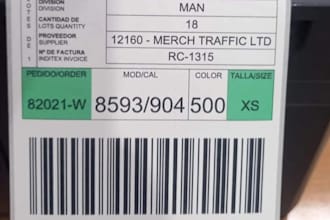 DIVISION
DIVISION
MAN
CANTIDAD DE
LOTS QUANTITY
18
PROVEEDOR
SUPPLIER
12160 - MERCH TRAFFIC LTD
Nº DE FACTURA
INDITEX INVOICE
RC-1315
PEDIDO/ORDER MOD/CAL COLOR TALLA/SIZE
82021-W 8593/904 500 XS